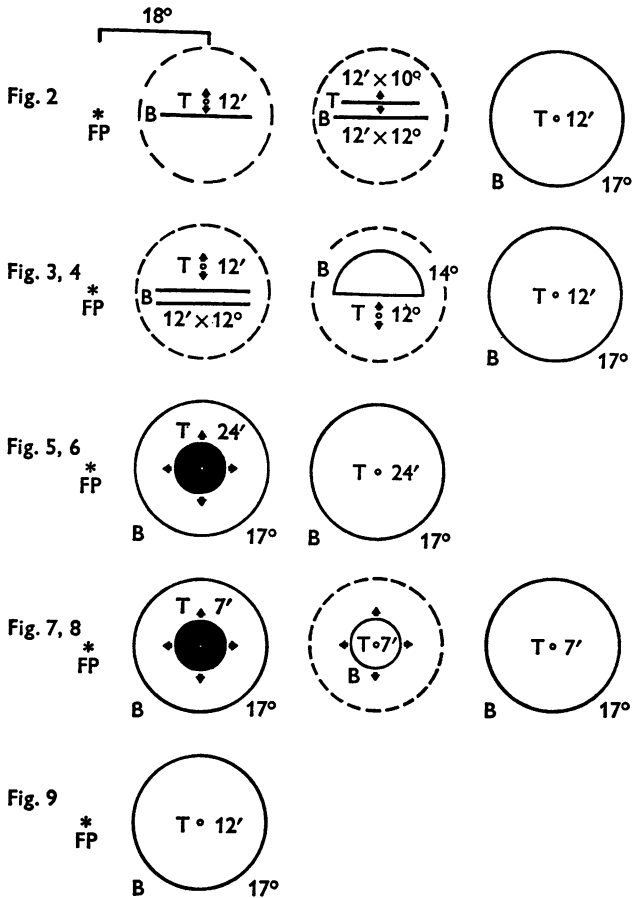 18°
Fig. 2
* FP
T 12′
B
12′ × 10°
T
B
12′ × 12°
T 12′
B 17°
Fig. 3, 4
* FP
T 12′
B
12′ × 12°
B 14°
T 12°
T 12′
B 17°
Fig. 5, 6
* FP
T 24′
B 17°
T 24′
B 17°
Fig. 7, 8
* FP
T 7′
B 17°
T 7′
B
T 7′
B 17°
Fig. 9
* FP
T 12′
B 17°